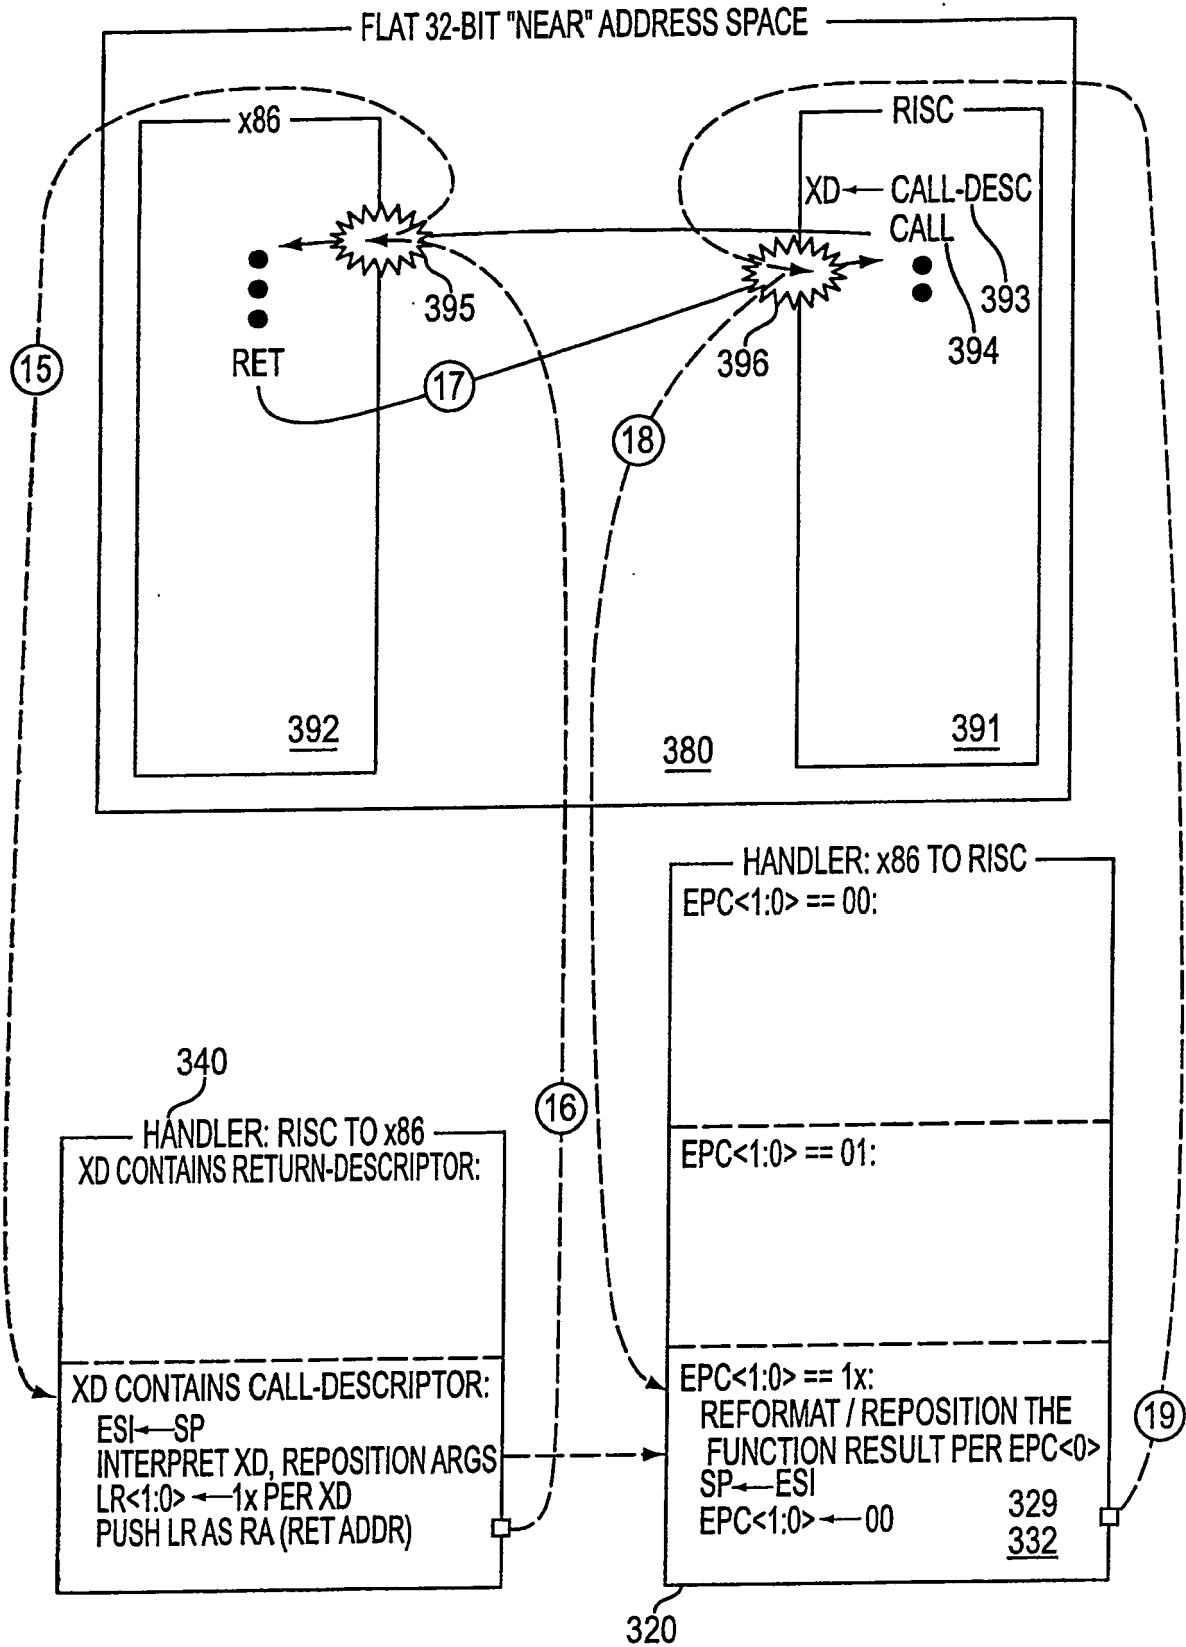 FLAT 32-BIT "NEAR" ADDRESS SPACE
x86
RISC
XD← CALL-DESC
CALL
393
394
395
396
RET
15
17
18
392
380
391
HANDLER: x86 TO RISC
EPC<1:0> == 00:
EPC<1:0> == 01:
EPC<1:0> == 1x:
REFORMAT / REPOSITION THE
FUNCTION RESULT PER EPC<0>
SP←ESI
EPC<1:0>←00
329
332
320
19
16
340
HANDLER: RISC TO x86
XD CONTAINS RETURN-DESCRIPTOR:
XD CONTAINS CALL-DESCRIPTOR:
ESI←SP
INTERPRET XD, REPOSITION ARGS
LR<1:0> ←1x PER XD
PUSH LR AS RA (RET ADDR)